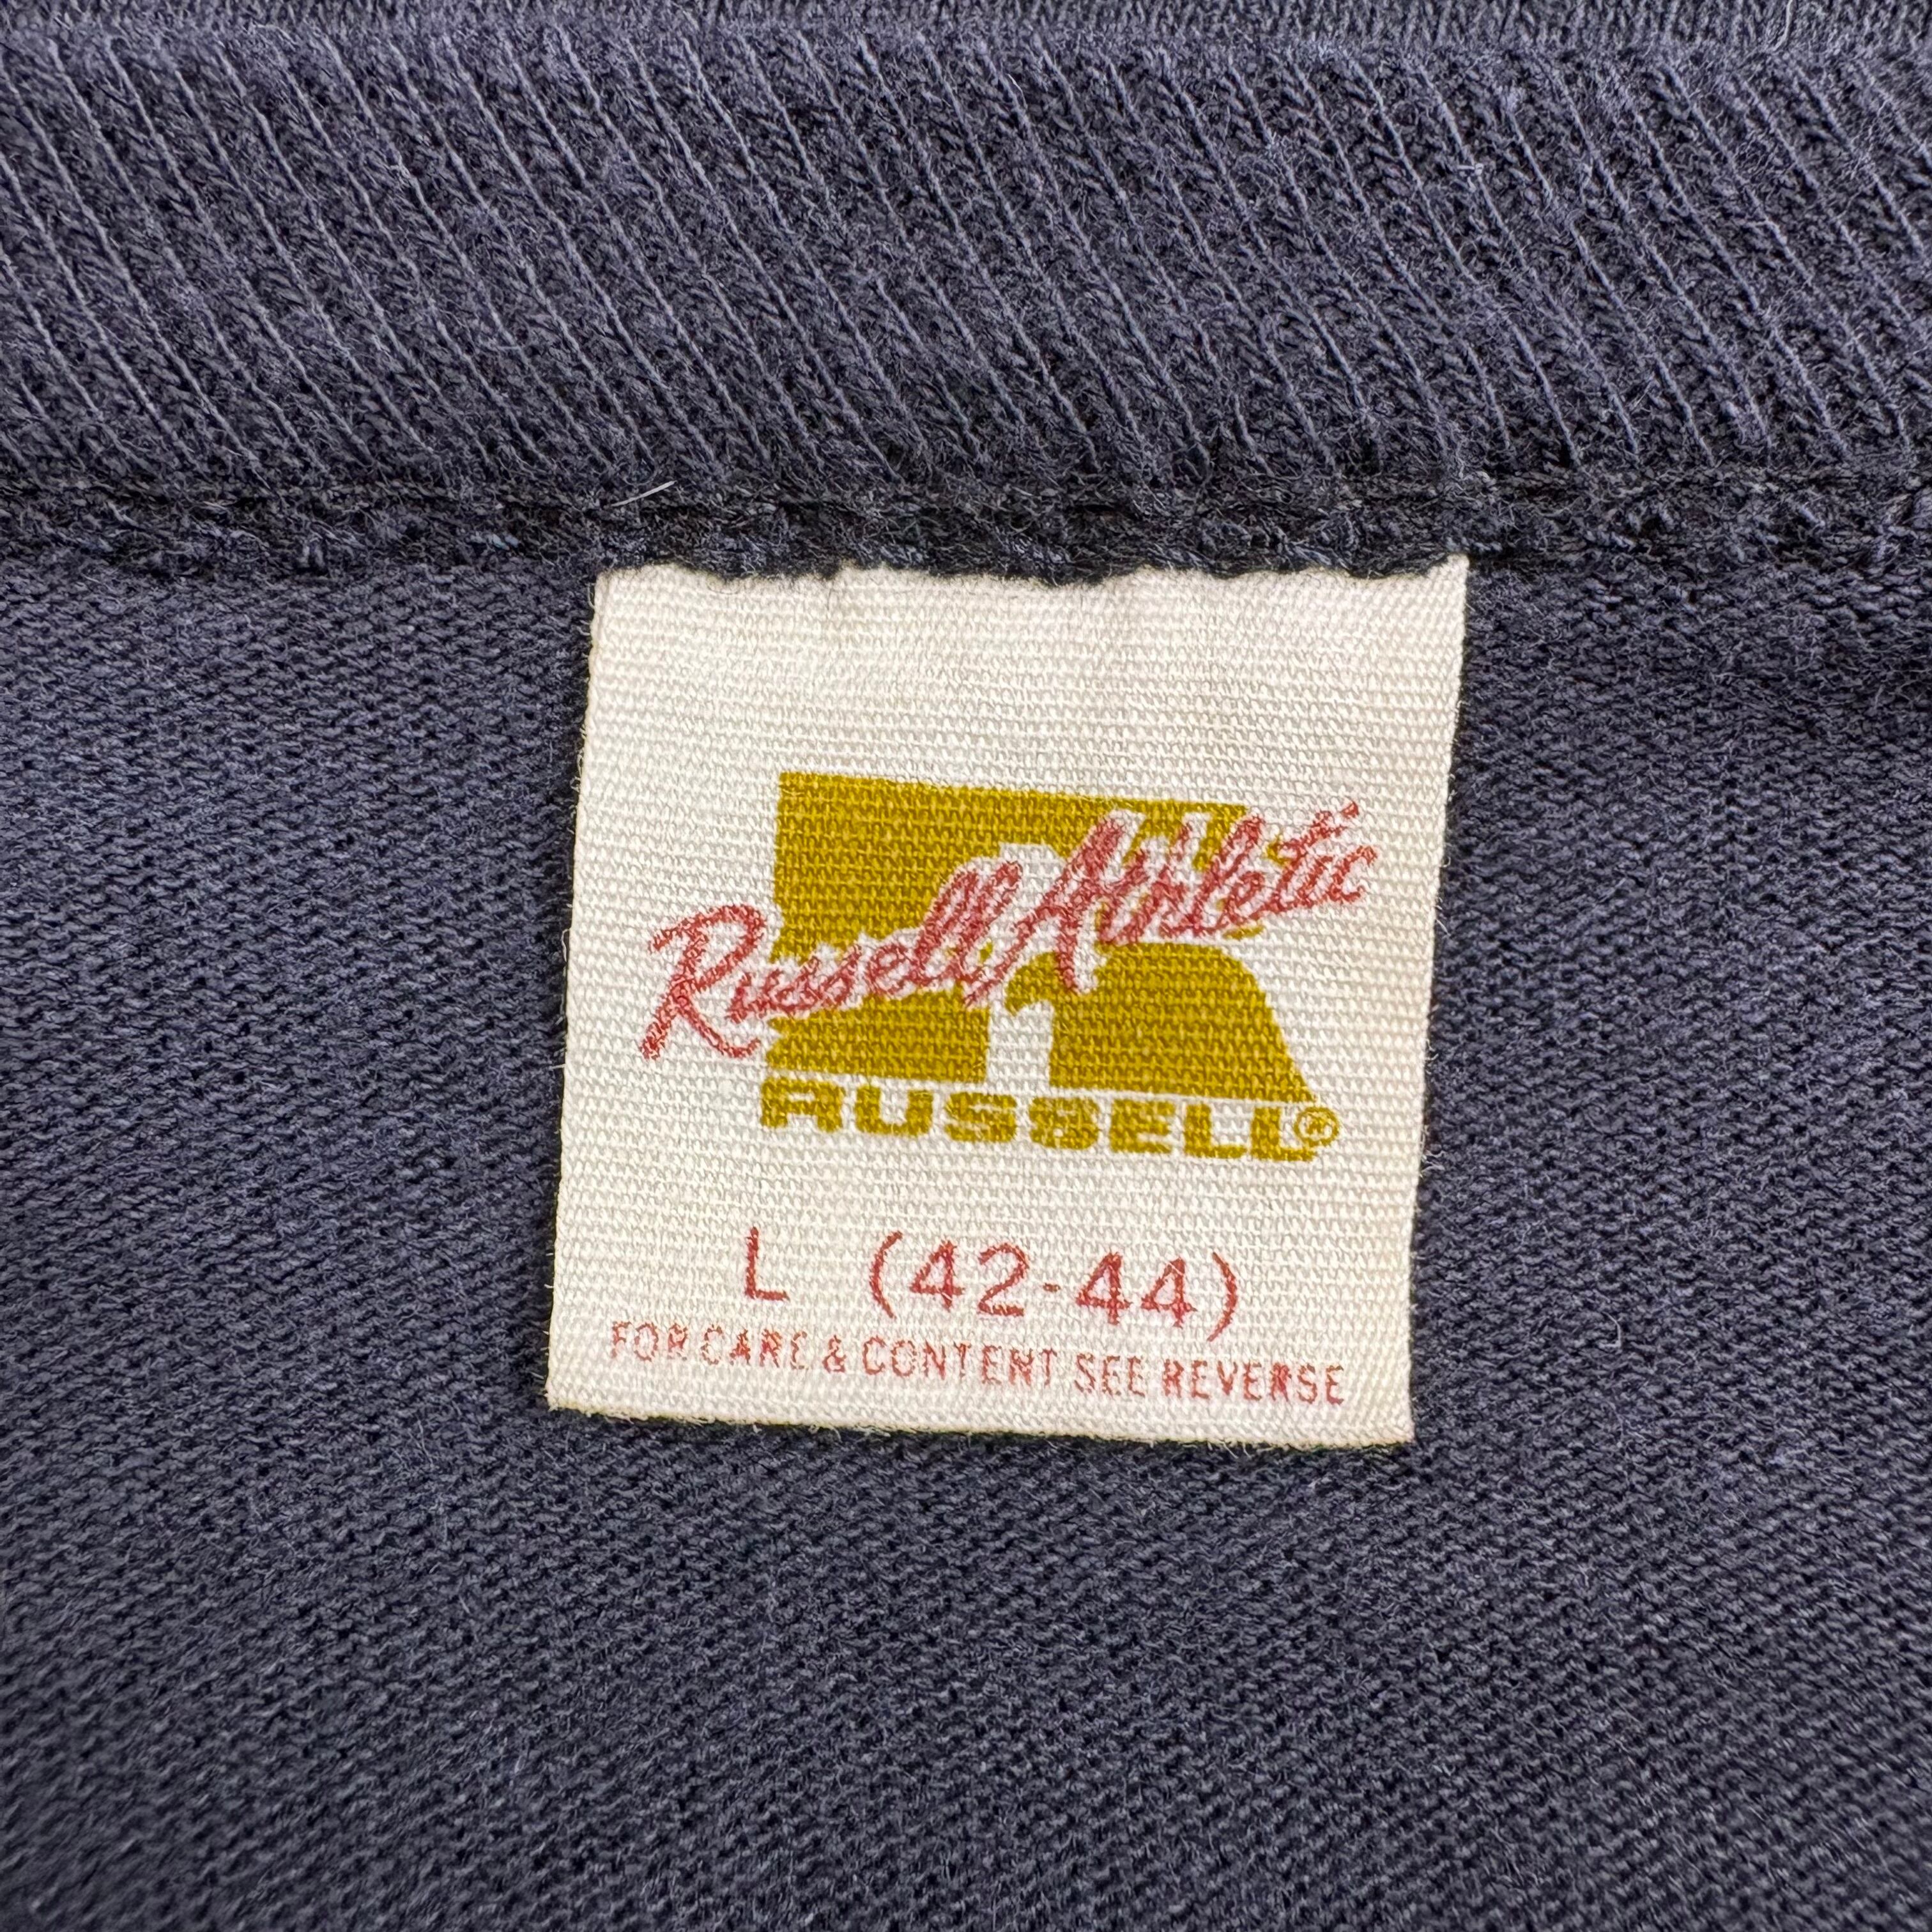 Russell Athletic
RUSSELL®
L (42-44)
FOR CARE & CONTENT SEE REVERSE